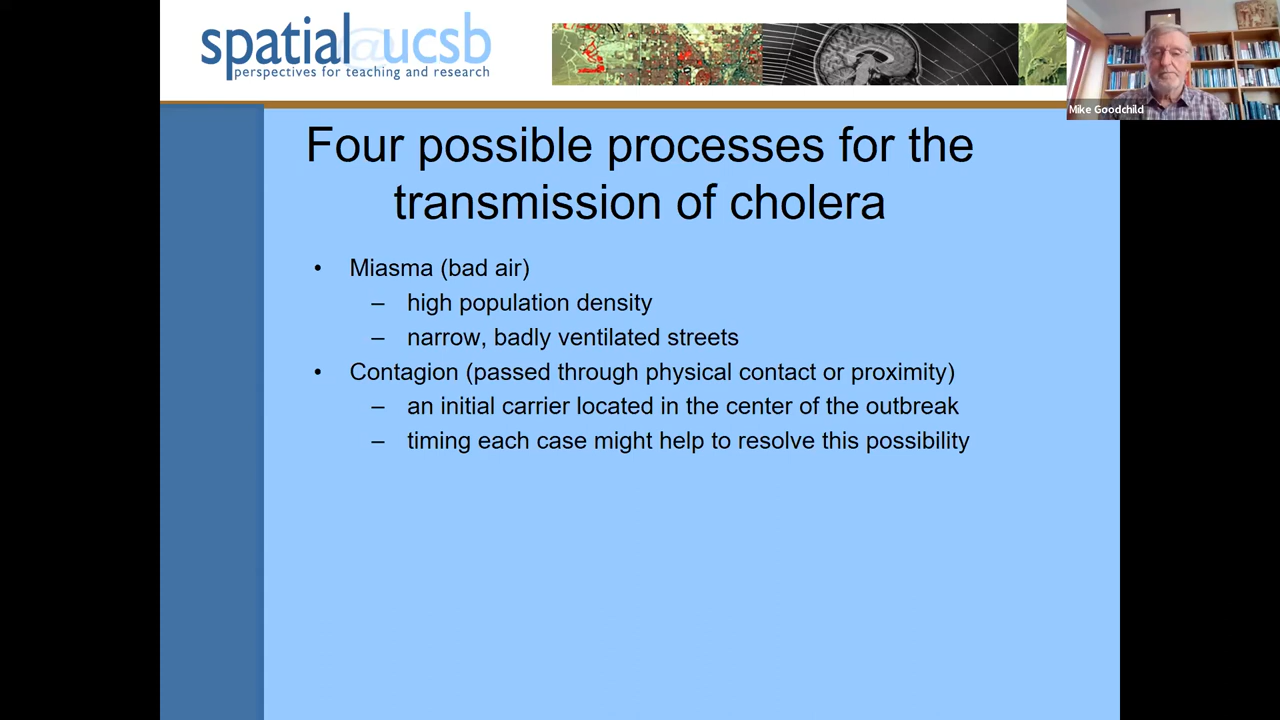 spatial@ucsb
perspectives for teaching and research
Mike Goodchild
Four possible processes for the
transmission of cholera
• Miasma (bad air)
– high population density
– narrow, badly ventilated streets
• Contagion (passed through physical contact or proximity)
– an initial carrier located in the center of the outbreak
– timing each case might help to resolve this possibility